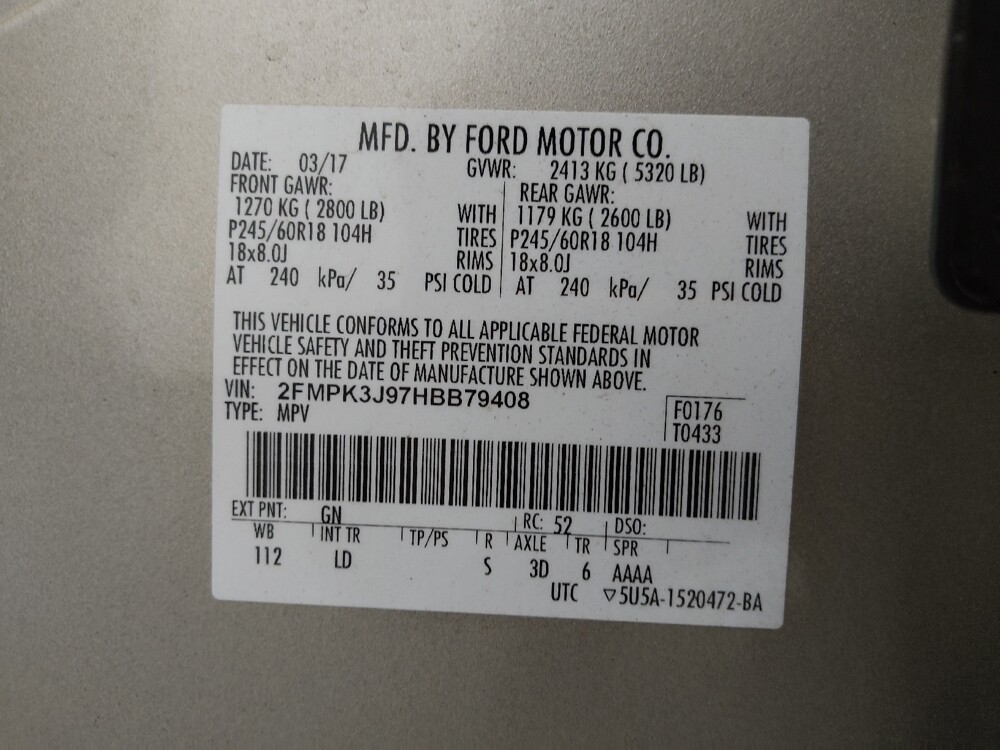 MFD. BY FORD MOTOR CO.
DATE: 03/17 GVWR: 2413 KG ( 5320 LB)
FRONT GAWR: REAR GAWR:
1270 KG ( 2800 LB) WITH 1179 KG ( 2600 LB) WITH
P245/60R18 104H TIRES P245/60R18 104H TIRES
18x8.0J RIMS 18x8.0J RIMS
AT 240 kPa/ 35 PSI COLD AT 240 kPa/ 35 PSI COLD
THIS VEHICLE CONFORMS TO ALL APPLICABLE FEDERAL MOTOR
VEHICLE SAFETY AND THEFT PREVENTION STANDARDS IN
EFFECT ON THE DATE OF MANUFACTURE SHOWN ABOVE.
VIN: 2FMPK3J97HBB79408
TYPE: MPV
F0176
T0433
EXT PNT: GN RC: 52 DSO:
WB INT TR TP/PS R AXLE TR SPR
112 LD S 3D 6 AAAA
UTC ▽5U5A-1520472-BA